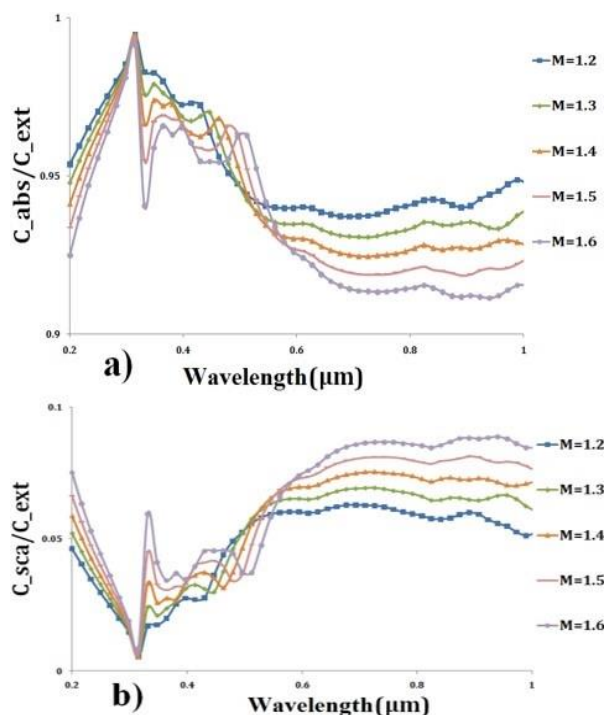 1
C_abs/C_ext
0.95
0.9
0.2
0.4
0.6
0.8
1
a)
Wavelength(μm)
M=1.2
M=1.3
M=1.4
M=1.5
M=1.6
0.1
C_sca/C_ext
0.05
0
0.2
0.4
0.6
0.8
1
b)
Wavelength(μm)
M=1.2
M=1.3
M=1.4
M=1.5
M=1.6